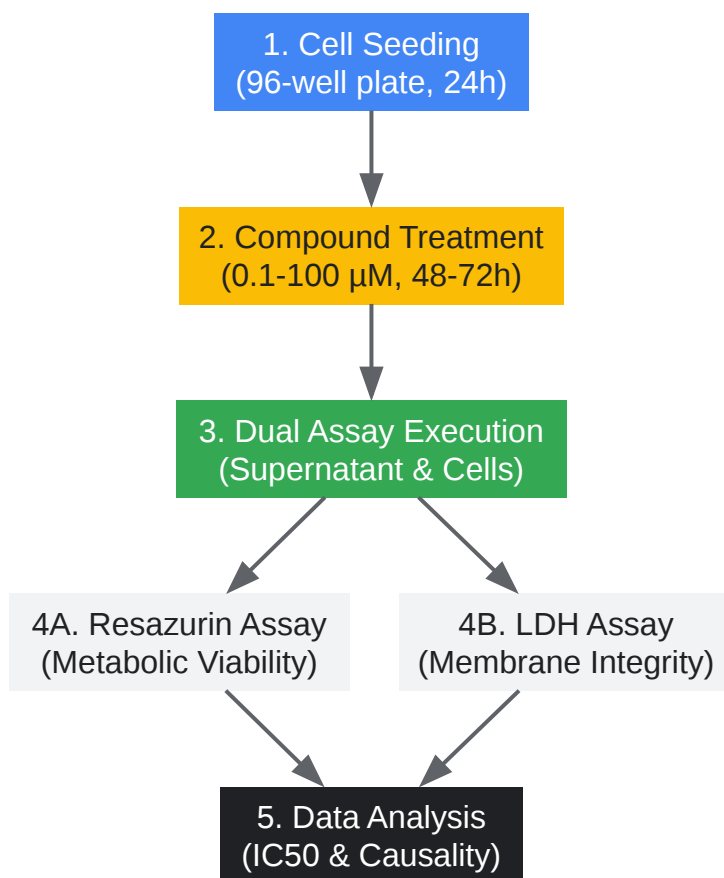 1. Cell Seeding
(96-well plate, 24h)
2. Compound Treatment
(0.1-100 µM, 48-72h)
3. Dual Assay Execution
(Supernatant & Cells)
4A. Resazurin Assay
(Metabolic Viability)
4B. LDH Assay
(Membrane Integrity)
5. Data Analysis
(IC50 & Causality)